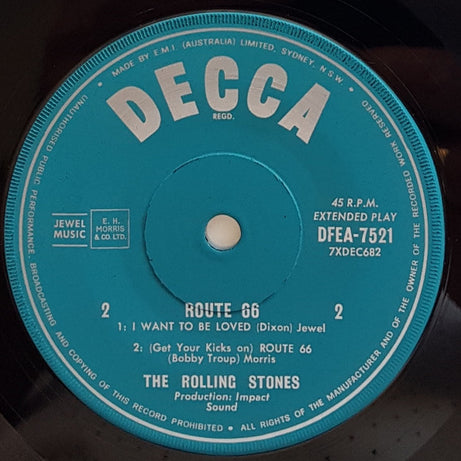 • MADE BY E.M.I. (AUSTRALIA) LIMITED, SYDNEY, N.S.W. •
DECCA
REGD.
45 R.P.M.
EXTENDED PLAY
DFEA-7521
7XDEC682
JEWEL
MUSIC
E. H.
MORRIS
& CO. LTD.
2 ROUTE 66 2
1: I WANT TO BE LOVED (Dixon) Jewel
2: (Get Your Kicks on) ROUTE 66
(Bobby Troup) Morris
THE ROLLING STONES
Production: Impact
Sound
UNAUTHORISED PUBLIC PERFORMANCE, BROADCASTING AND COPYING OF THIS RECORD PROHIBITED • ALL RIGHTS OF THE MANUFACTURER AND OF THE OWNER OF THE RECORDED WORK RESERVED